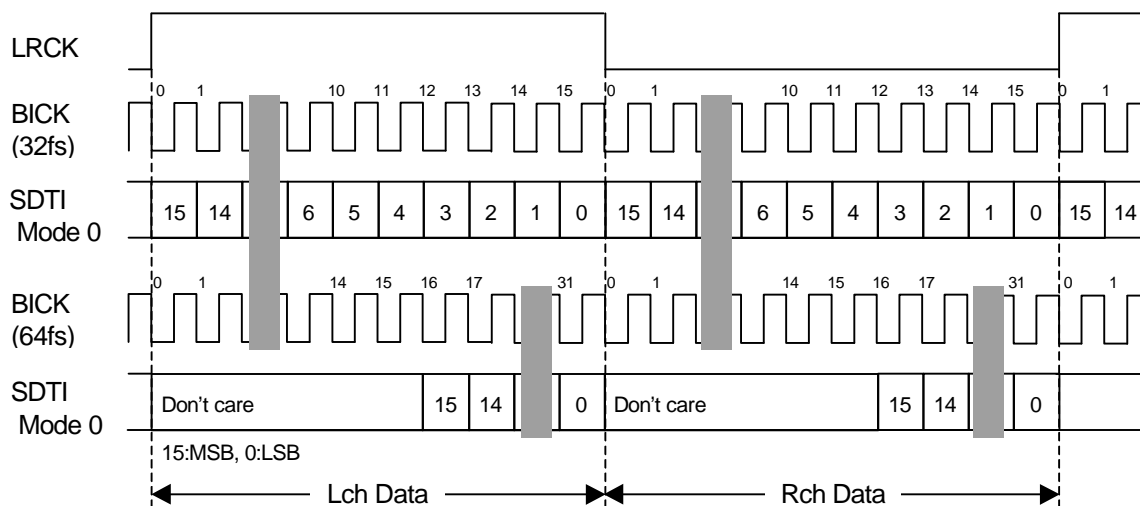 LRCK
0 1 10 11 12 13 14 15 0 1 10 11 12 13 14 15 0 1
BICK
(32fs)
SDTI
Mode 0
15 14 6 5 4 3 2 1 0 15 14 6 5 4 3 2 1 0 15 14
0 1 14 15 16 17 31 0 1 14 15 16 17 31 0 1
BICK
(64fs)
SDTI
Mode 0
Don't care 15 14 0 Don't care 15 14 0
15:MSB, 0:LSB
Lch Data Rch Data